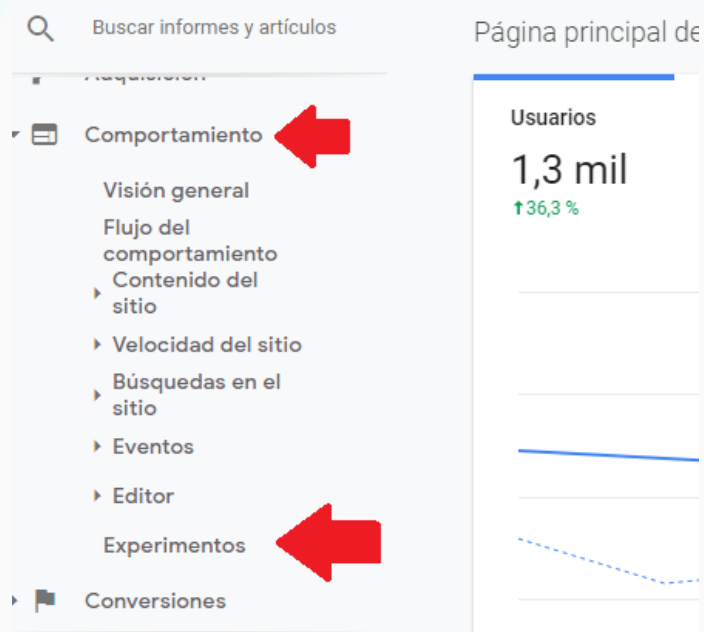 Buscar informes y artículos
Página principal de
Adquisición
Comportamiento
Usuarios
1,3 mil
36,3 %
Visión general
Flujo del
comportamiento
Contenido del
sitio
Velocidad del sitio
Búsquedas en el
sitio
Eventos
Editor
Experimentos
Conversiones